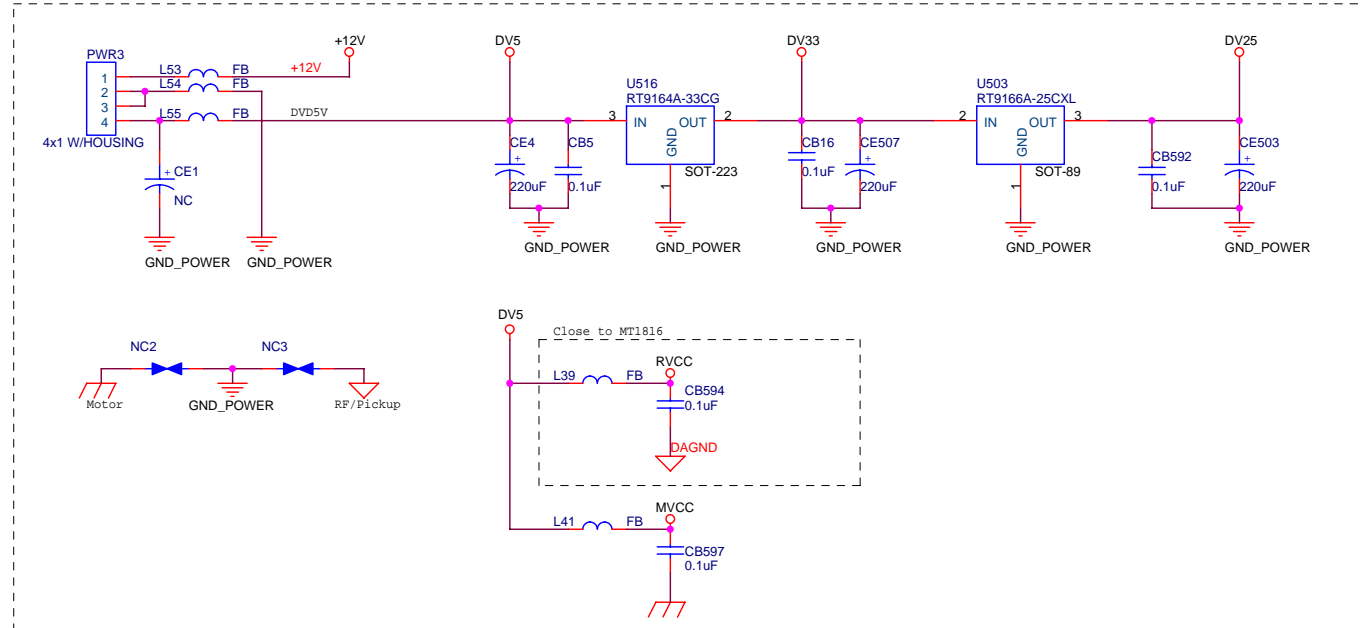 +12V
DV5
DV33
DV25
PWR3
1
2
3
4
4x1 W/HOUSING
L53
FB
+12V
L54
FB
L55
FB
DVD5V
+
CE1
NC
GND_POWER
GND_POWER
CE4
+
220uF
CB5
0.1uF
GND_POWER
U516
RT9164A-33CG
3
IN
OUT
2
GND
1
SOT-223
GND_POWER
CB16
0.1uF
CE507
+
220uF
GND_POWER
U503
RT9166A-25CXL
2
IN
OUT
3
GND
1
SOT-89
GND_POWER
CB592
0.1uF
CE503
+
220uF
GND_POWER
NC2
NC3
Motor
GND_POWER
RF/Pickup
DV5
Close to MT1816
L39
FB
RVCC
CB594
0.1uF
DAGND
L41
FB
MVCC
CB597
0.1uF